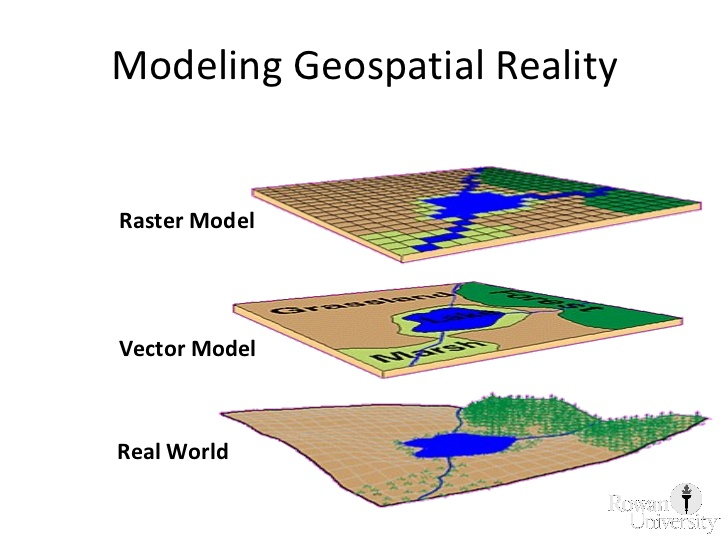 Modeling Geospatial Reality
Raster Model
Grassland
Forest
Lake
Marsh
Vector Model
Real World
Rowan
University